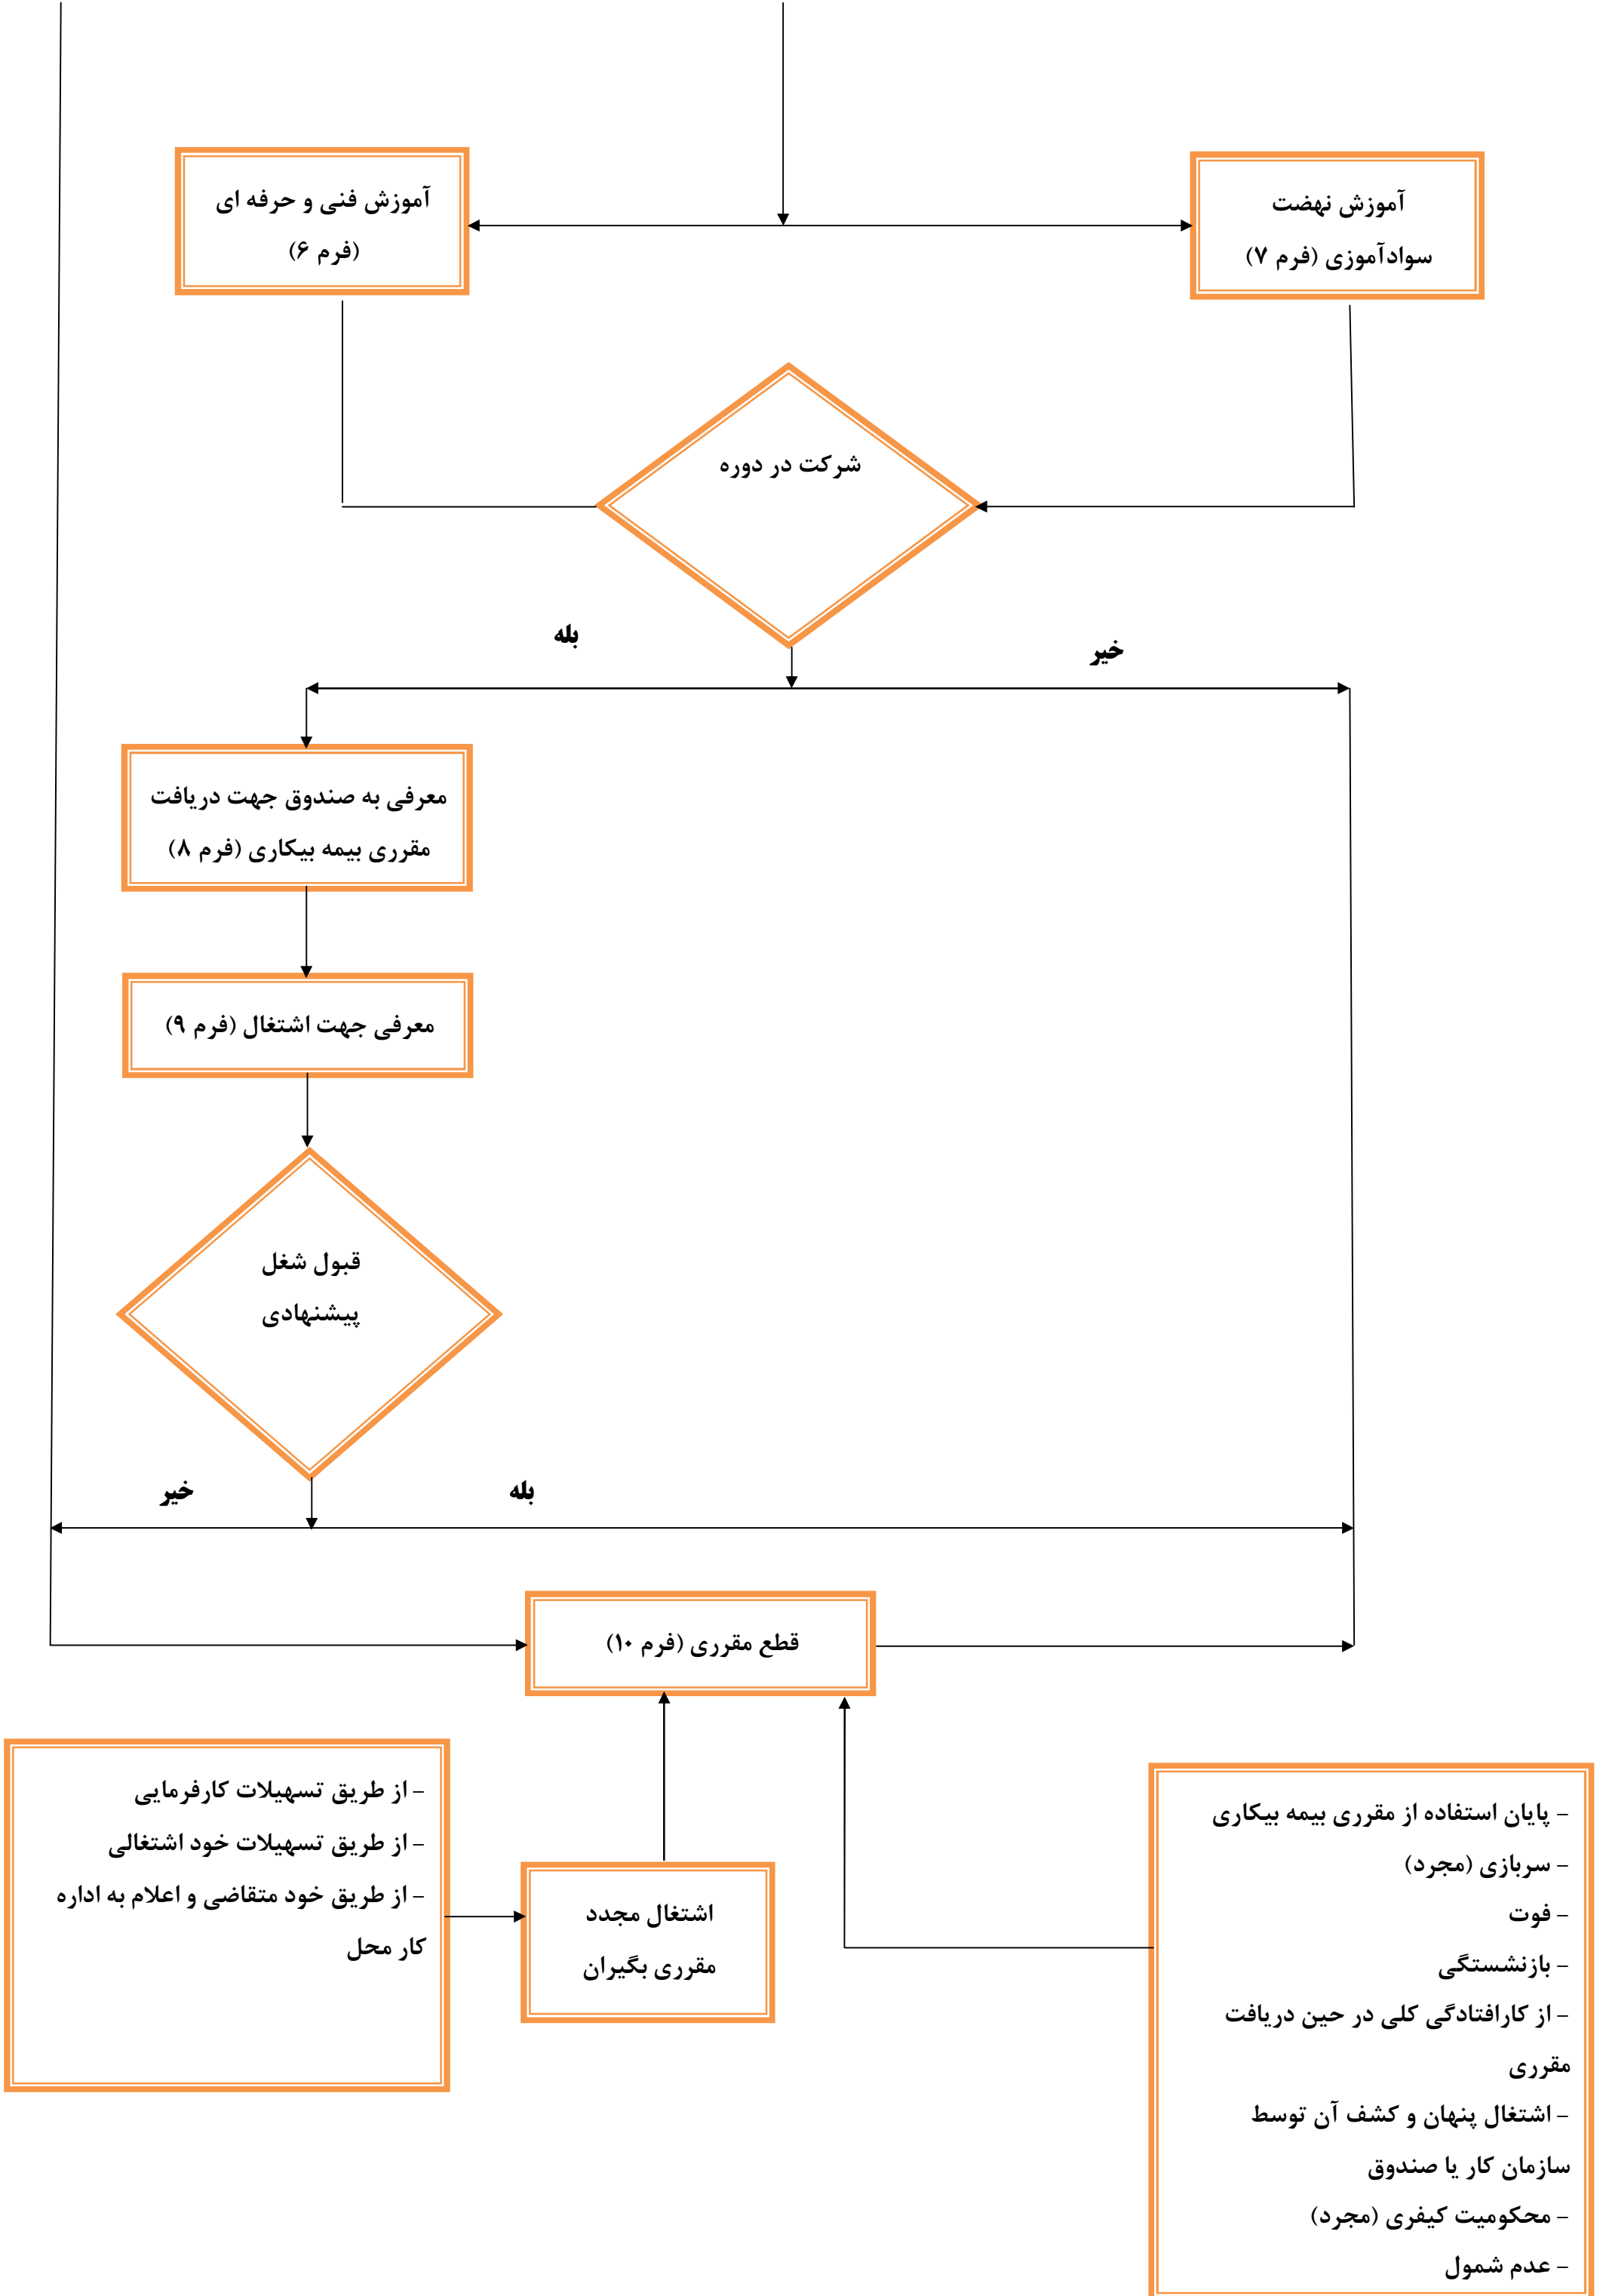 آموزش نهضت
سوادآموزی (فرم ۷)
آموزش فنی و حرفه ای
(فرم ۶)
شرکت در دوره
خیر
بله
معرفی به صندوق جهت دریافت
مقرری بیمه بیکاری (فرم ۸)
معرفی جهت اشتغال (فرم ۹)
قبول شغل
پیشنهادی
بله
خیر
قطع مقرری (فرم ۱۰)
- پایان استفاده از مقرری بیمه بیکاری
- سربازی (مجرد)
- فوت
- بازنشستگی
- از کارافتادگی کلی در حین دریافت
مقرری
- اشتغال پنهان و کشف آن توسط
سازمان کار یا صندوق
- محکومیت کیفری (مجرد)
- عدم شمول
اشتغال مجدد
مقرری بگیران
- از طریق تسهیلات کارفرمایی
- از طریق تسهیلات خود اشتغالی
- از طریق خود متقاضی و اعلام به اداره
کار محل